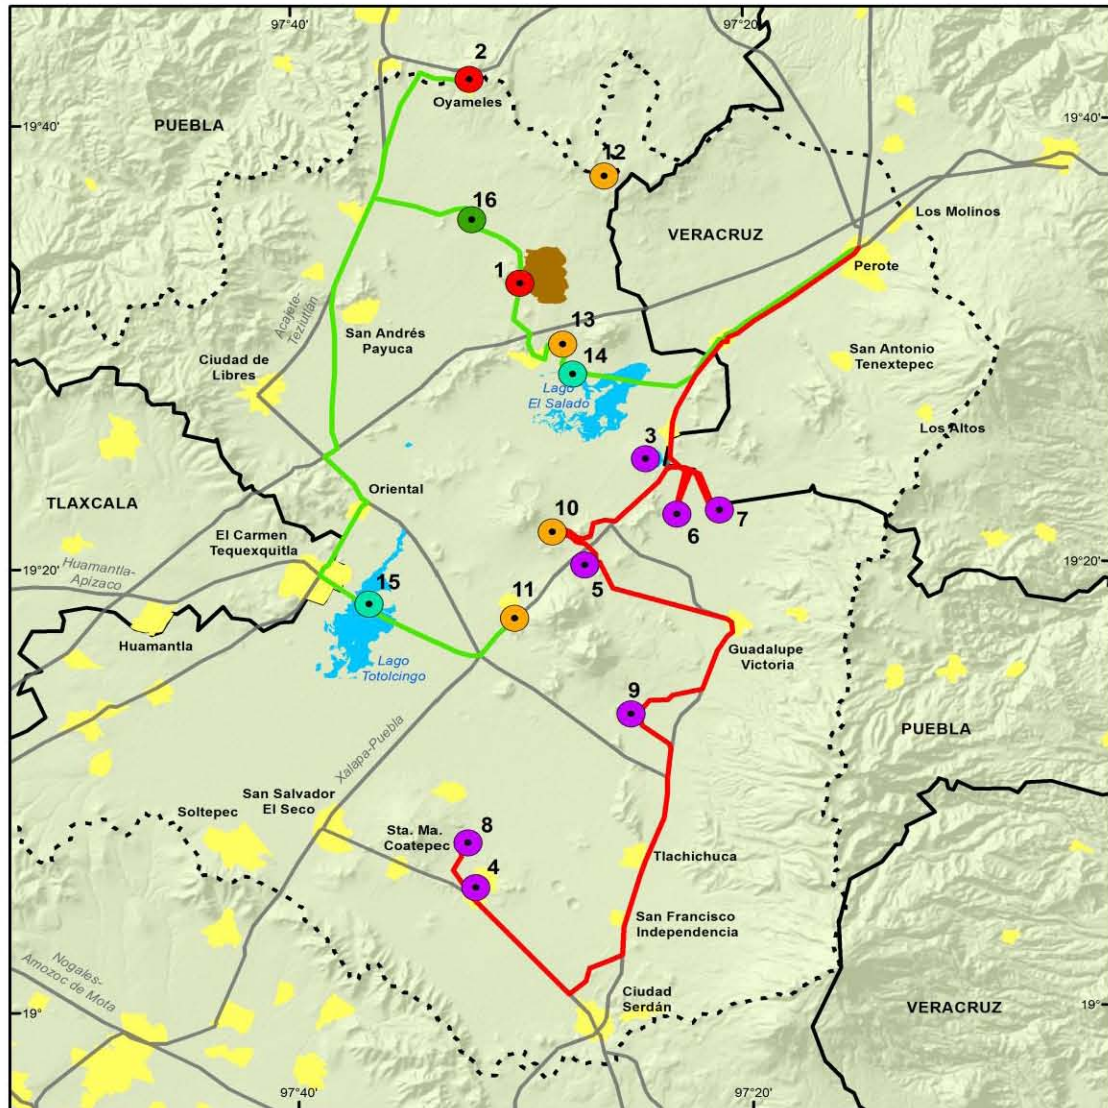 97°40'
97°20'
2
Oyameles
19°40'
19°40'
PUEBLA
12
16
Los Molinos
VERACRUZ
Perote
1
Acajete-
Teziutlán
San Andrés
Payuca
13
San Antonio
Tenextepec
Ciudad de
Libres
14
Lago
El Salado
Los Altos
3
TLAXCALA
Oriental
10
6
7
El Carmen
Tequexquitla
Huamantla-
Apizaco
19°20'
19°20'
15
5
11
Huamantla
Guadalupe
Victoria
Lago
Totolcingo
9
PUEBLA
Xalapa-Puebla
San Salvador
El Seco
Soltepec
Sta. Ma.
Coatepec
8
Tlachichuca
4
San Francisco
Independencia
Nogales-
Amozoc de Mota
Ciudad
Serdán
VERACRUZ
19°
19°
97°40'
97°20'